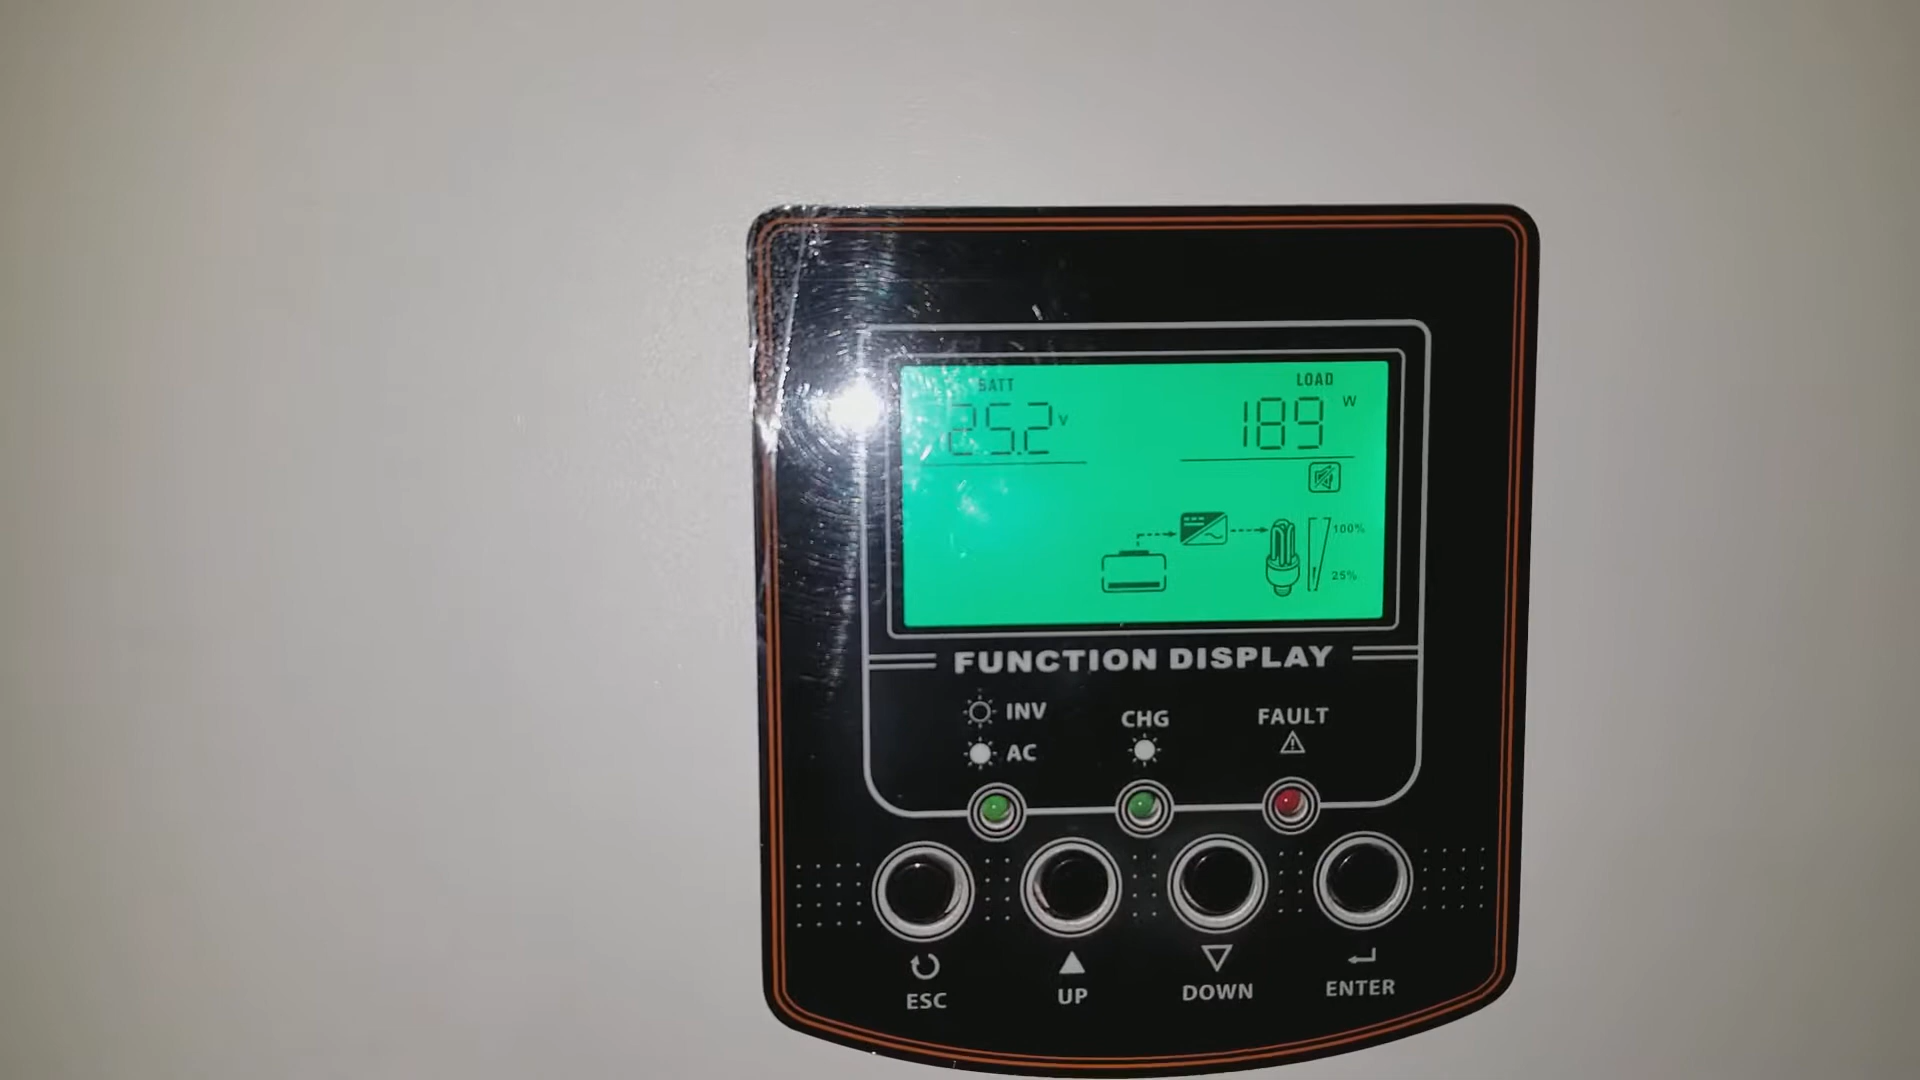 BATT LOAD
25.2 V 189 W
100%
25%
FUNCTION DISPLAY
INV CHG FAULT
AC
ESC UP DOWN ENTER